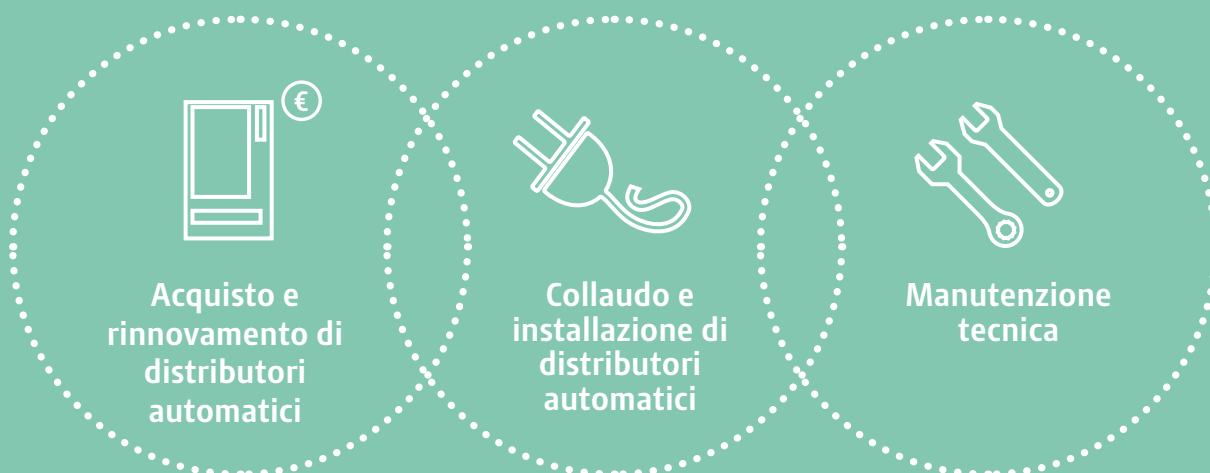 €
Acquisto e
rinnovamento di
distributori
automatici
Collaudo e
installazione di
distributori
automatici
Manutenzione
tecnica